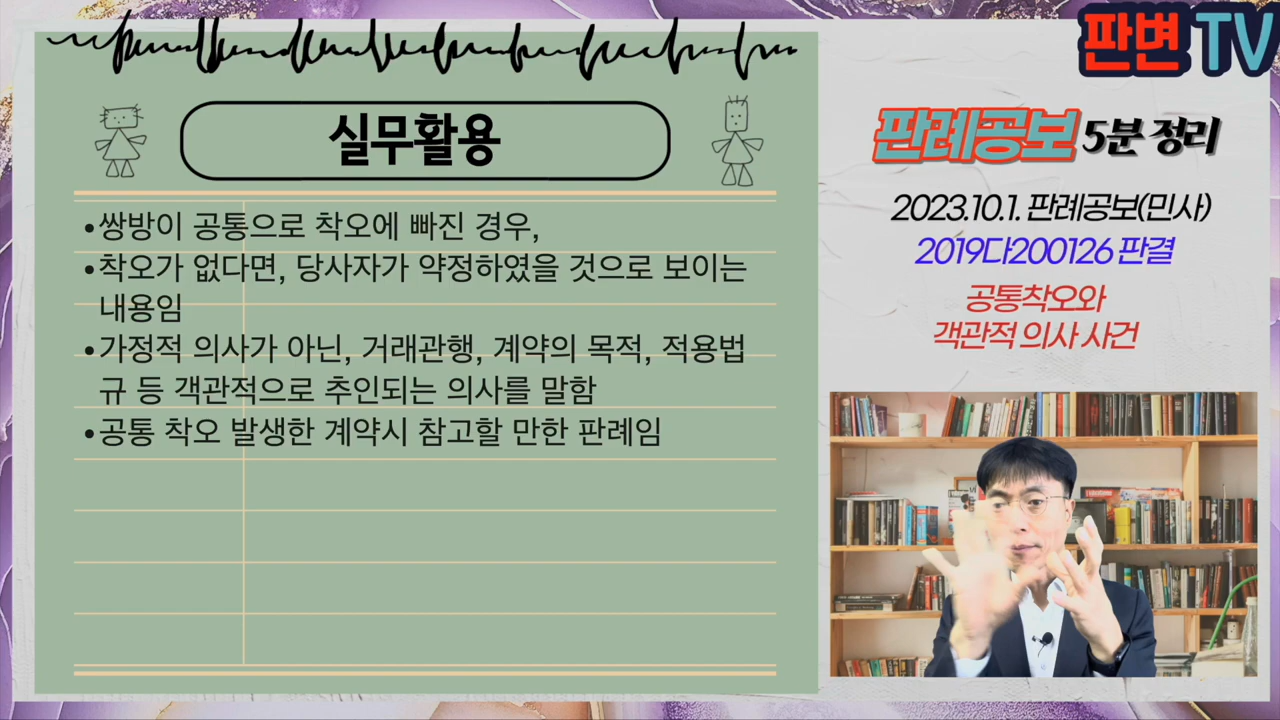 판변 TV
실무활용
•쌍방이 공통으로 착오에 빠진 경우,
•착오가 없다면, 당사자가 약정하였을 것으로 보이는
내용임
•가정적 의사가 아닌, 거래관행, 계약의 목적, 적용법
규 등 객관적으로 추인되는 의사를 말함
•공통 착오 발생한 계약시 참고할 만한 판례임
판례공보 5분 정리
2023.10.1. 판례공보(민사)
2019다200126 판결
공통착오와
객관적 의사 사건